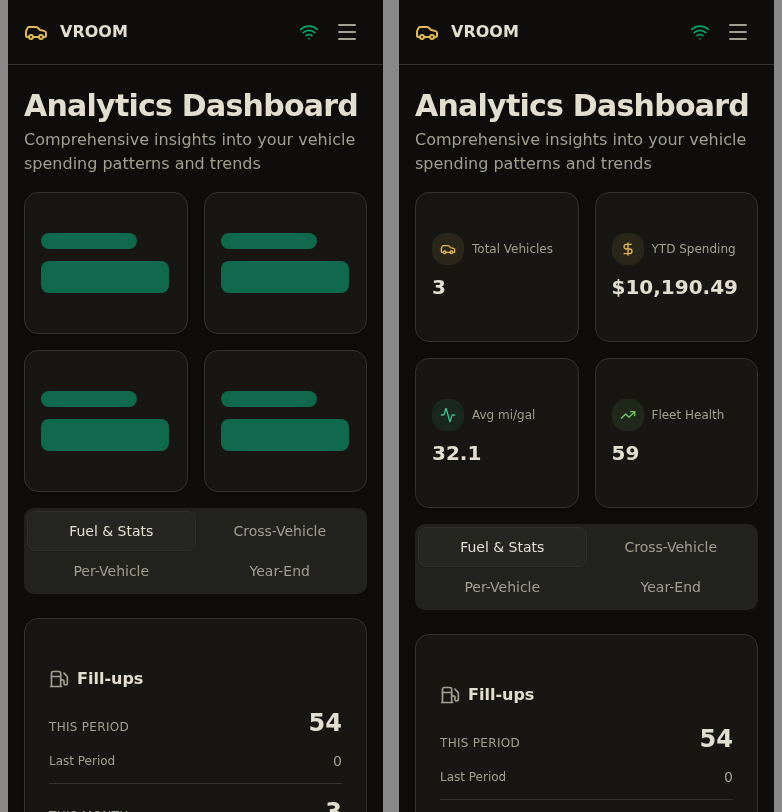 VROOM
Analytics Dashboard
Comprehensive insights into your vehicle
spending patterns and trends
Fuel & Stats
Cross-Vehicle
Per-Vehicle
Year-End
Fill-ups
THIS PERIOD
54
Last Period
0
THIS MONTH
3
VROOM
Analytics Dashboard
Comprehensive insights into your vehicle
spending patterns and trends
Total Vehicles
3
YTD Spending
$10,190.49
Avg mi/gal
32.1
Fleet Health
59
Fuel & Stats
Cross-Vehicle
Per-Vehicle
Year-End
Fill-ups
THIS PERIOD
54
Last Period
0